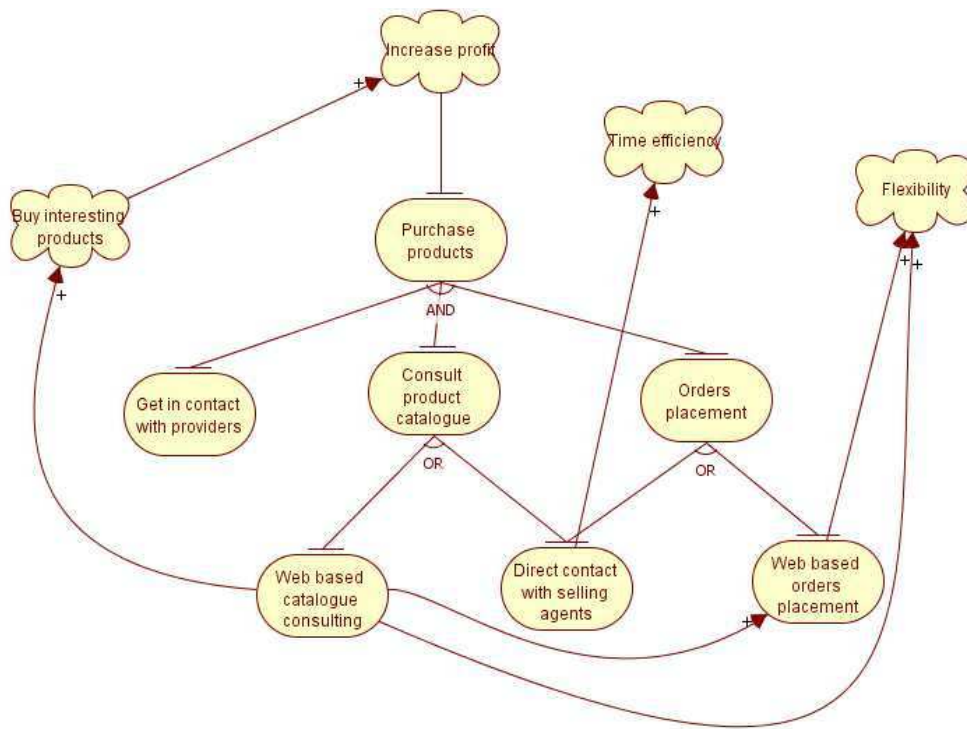 Increase profit
+
Time efficiency
+
Flexibility
+
+
Buy interesting
products
+
Purchase
products
AND
Get in contact
with providers
Consult
product
catalogue
Orders
placement
OR
OR
Web based
catalogue
consulting
Direct contact
with selling
agents
Web based
orders
placement
+